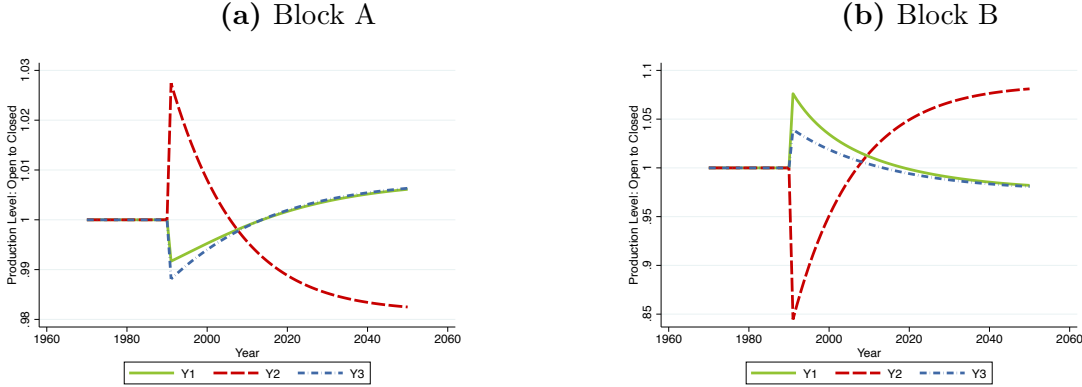 (a) Block A
Production Level: Open to Closed
1.03
1.02
1.01
1
.99
.98
1960
1980
2000
2020
2040
2060
Year
Y1
Y2
Y3
(b) Block B
Production Level: Open to Closed
1.1
1.05
1
.95
.9
.85
1960
1980
2000
2020
2040
2060
Year
Y1
Y2
Y3